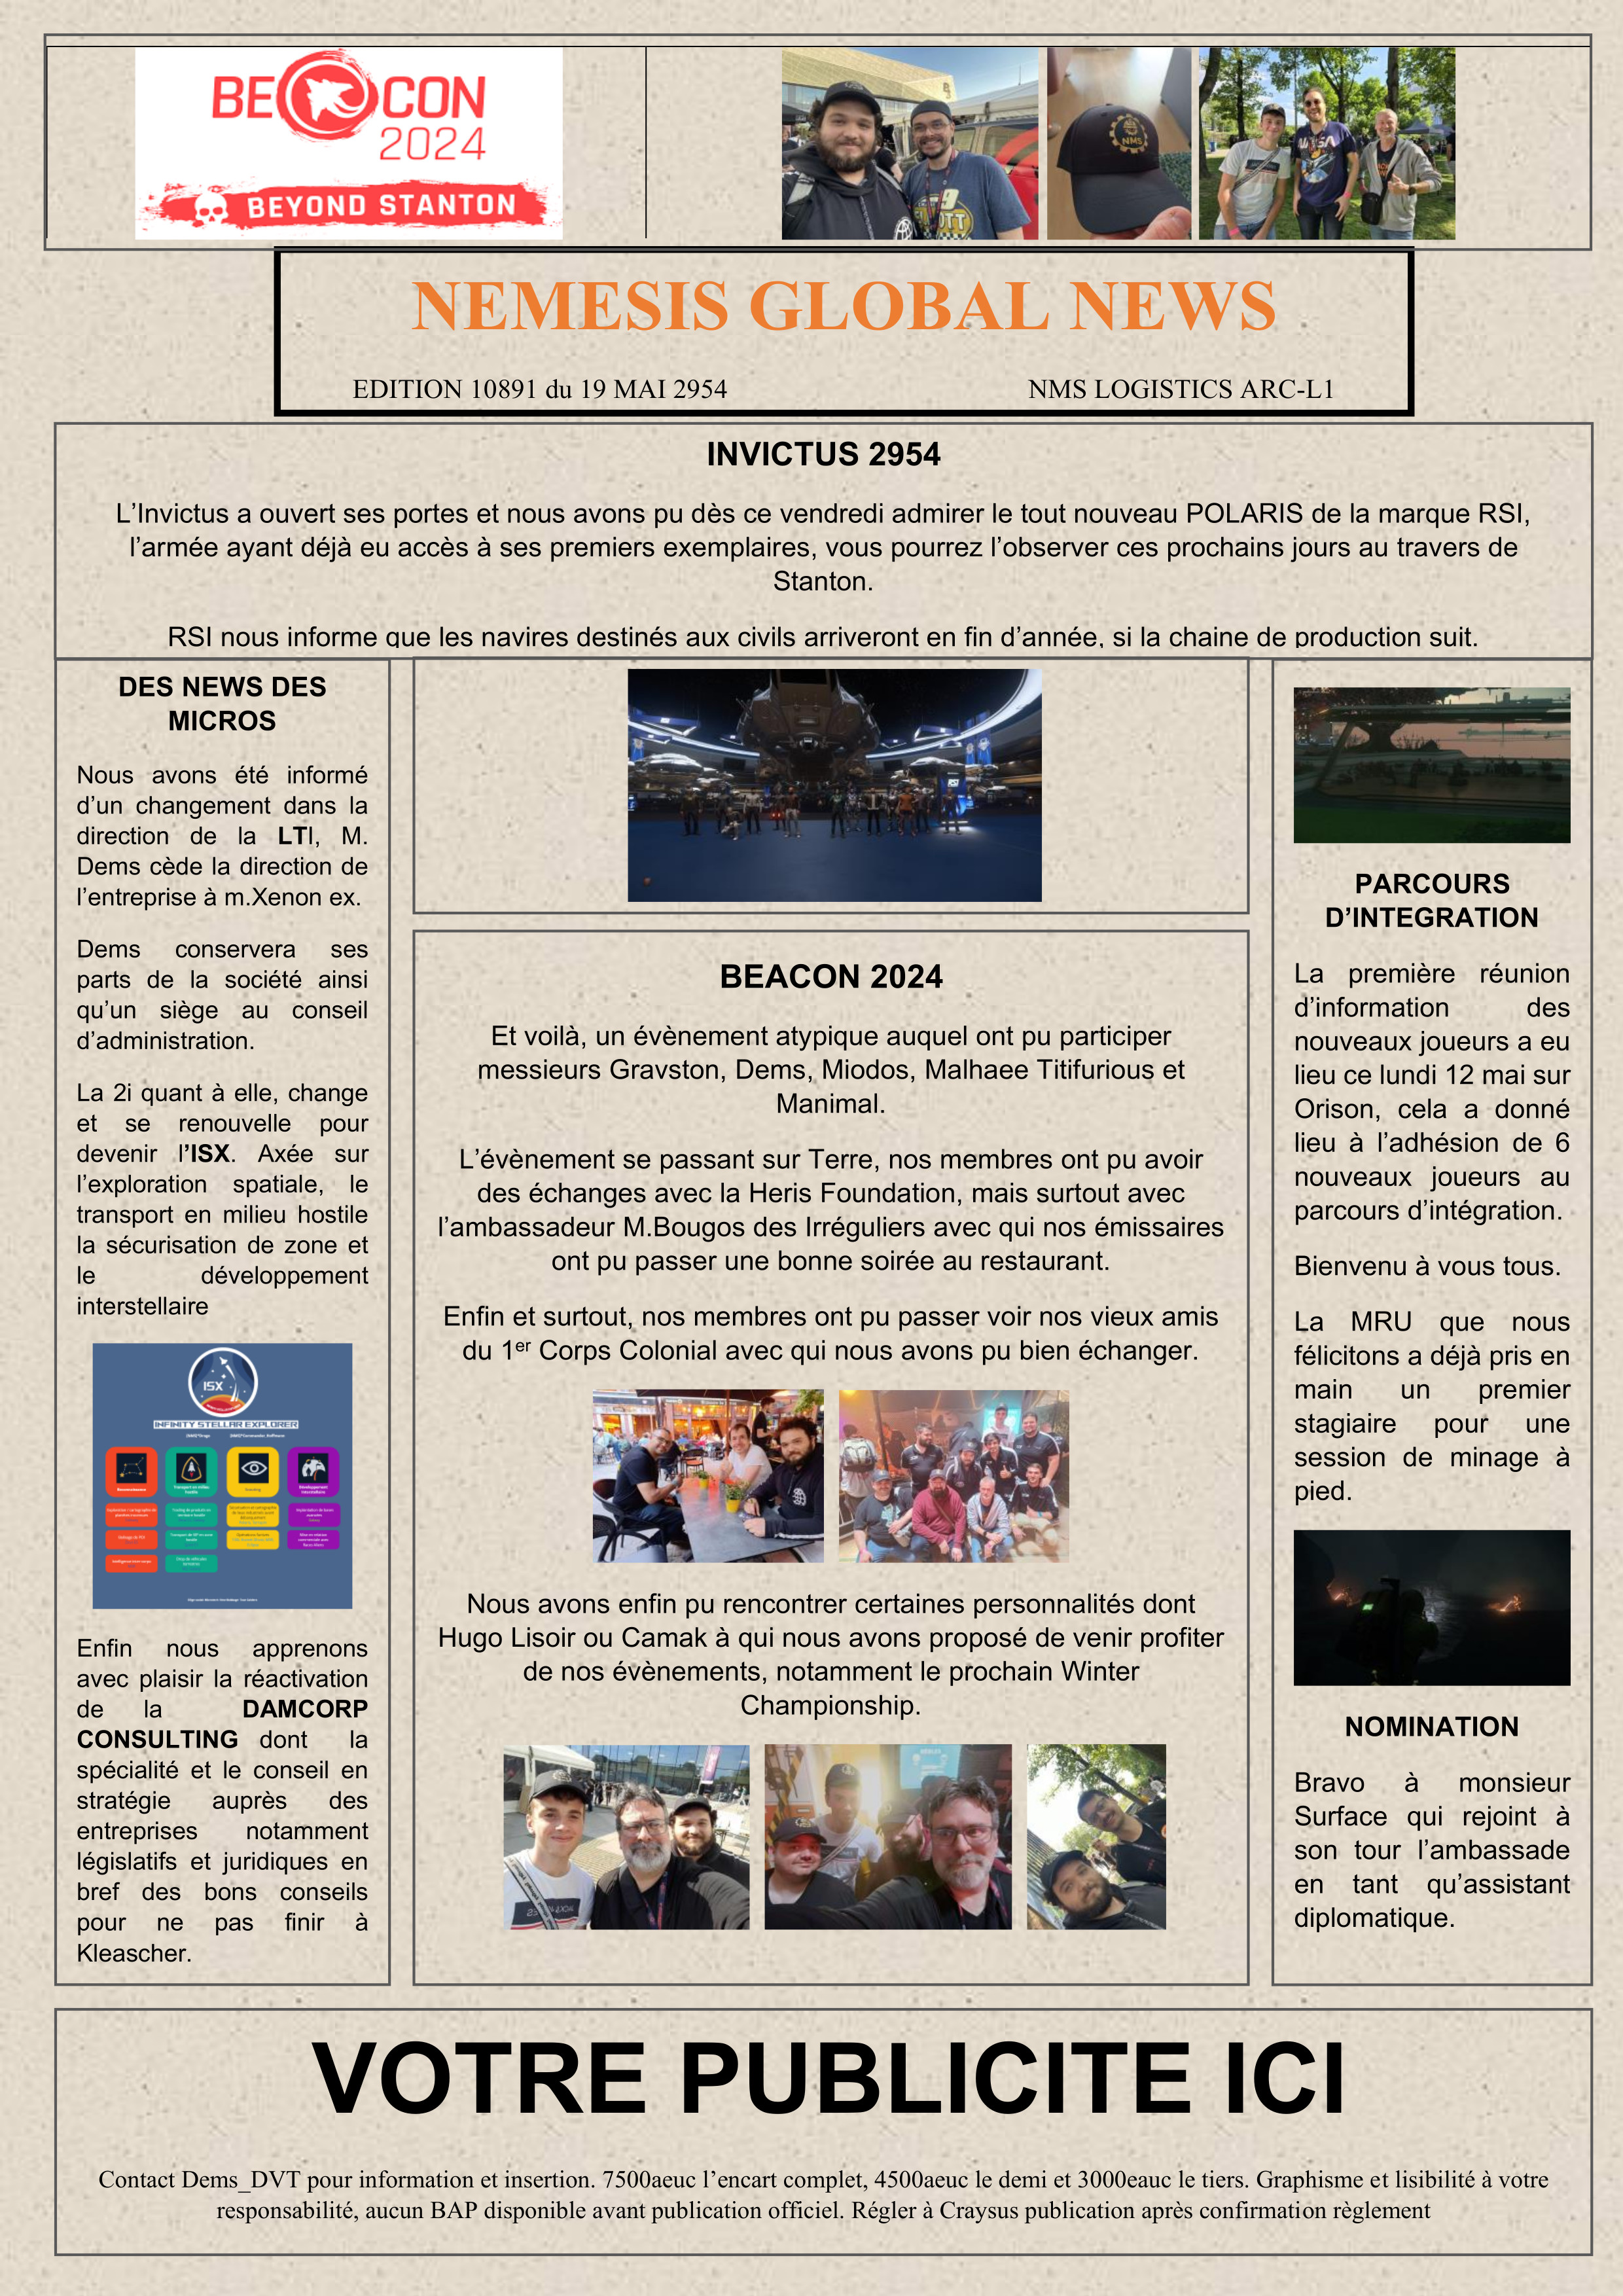 BEACON
2024
BEYOND STANTON
NMS
NASA
NEMESIS GLOBAL NEWS
EDITION 10891 du 19 MAI 2954
NMS LOGISTICS ARC-L1
INVICTUS 2954
L’Invictus a ouvert ses portes et nous avons pu dès ce vendredi admirer le tout nouveau POLARIS de la marque RSI,
l’armée ayant déjà eu accès à ses premiers exemplaires, vous pourrez l’observer ces prochains jours au travers de
Stanton.
RSI nous informe que les navires destinés aux civils arriveront en fin d’année, si la chaine de production suit.
DES NEWS DES
MICROS
Nous avons été informé
d’un changement dans la
direction de la LTI, M.
Dems cède la direction de
l’entreprise à m.Xenon ex.
Dems conservera ses
parts de la société ainsi
qu’un siège au conseil
d’administration.
La 2i quant à elle, change
et se renouvelle pour
devenir l’ISX. Axée sur
l’exploration spatiale, le
transport en milieu hostile
la sécurisation de zone et
le développement
interstellaire
ISX
INFINITY STELLAR EXPLORER
Enfin nous apprenons
avec plaisir la réactivation
de la DAMCORP
CONSULTING dont la
spécialité et le conseil en
stratégie auprès des
entreprises notamment
législatifs et juridiques en
bref des bons conseils
pour ne pas finir à
Kleascher.
RSI
BEACON 2024
Et voilà, un évènement atypique auquel ont pu participer
messieurs Gravston, Dems, Miodos, Malhaee Titifurious et
Manimal.
L’évènement se passant sur Terre, nos membres ont pu avoir
des échanges avec la Heris Foundation, mais surtout avec
l’ambassadeur M.Bougos des Irréguliers avec qui nos émissaires
ont pu passer une bonne soirée au restaurant.
Enfin et surtout, nos membres ont pu passer voir nos vieux amis
du 1er Corps Colonial avec qui nous avons pu bien échanger.
Nous avons enfin pu rencontrer certaines personnalités dont
Hugo Lisoir ou Camak à qui nous avons proposé de venir profiter
de nos évènements, notamment le prochain Winter
Championship.
PARCOURS
D’INTEGRATION
La première réunion
d’information des
nouveaux joueurs a eu
lieu ce lundi 12 mai sur
Orison, cela a donné
lieu à l’adhésion de 6
nouveaux joueurs au
parcours d’intégration.
Bienvenu à vous tous.
La MRU que nous
félicitons a déjà pris en
main un premier
stagiaire pour une
session de minage à
pied.
NOMINATION
Bravo à monsieur
Surface qui rejoint à
son tour l’ambassade
en tant qu’assistant
diplomatique.
VOTRE PUBLICITE ICI
Contact Dems_DVT pour information et insertion. 7500aeuc l’encart complet, 4500aeuc le demi et 3000eauc le tiers. Graphisme et lisibilité à votre
responsabilité, aucun BAP disponible avant publication officiel. Régler à Craysus publication après confirmation règlement